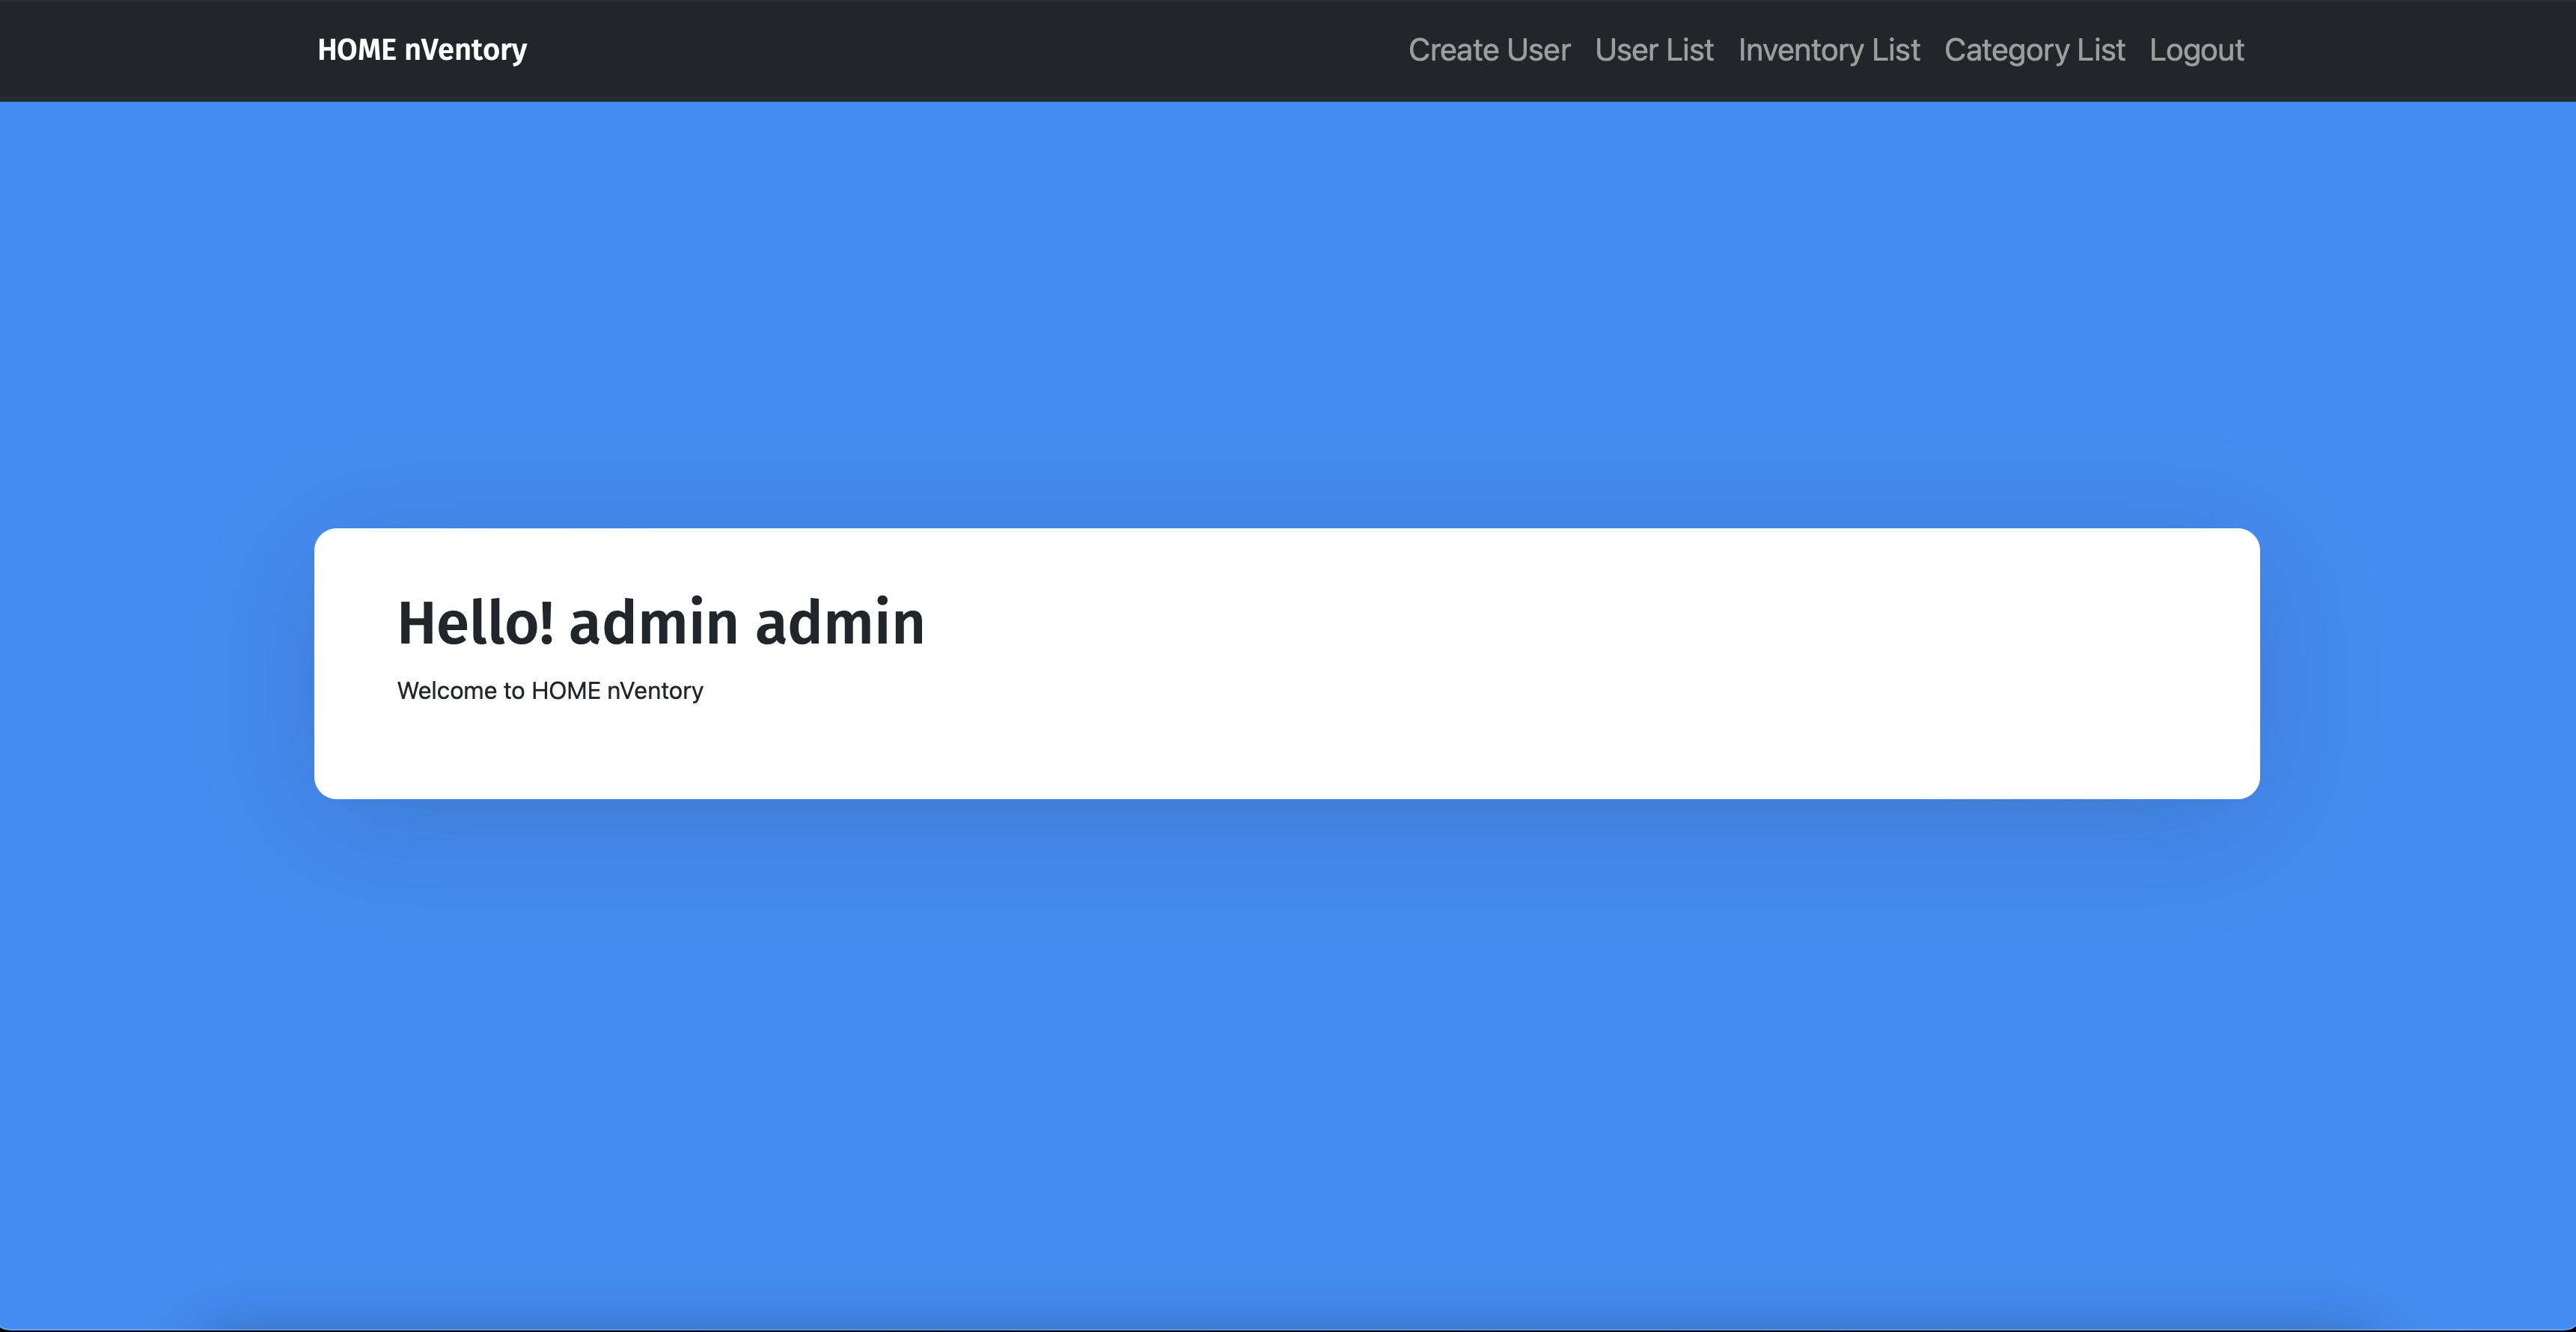 HOME nVentory
Create User User List Inventory List Category List Logout
Hello! admin admin
Welcome to HOME nVentory